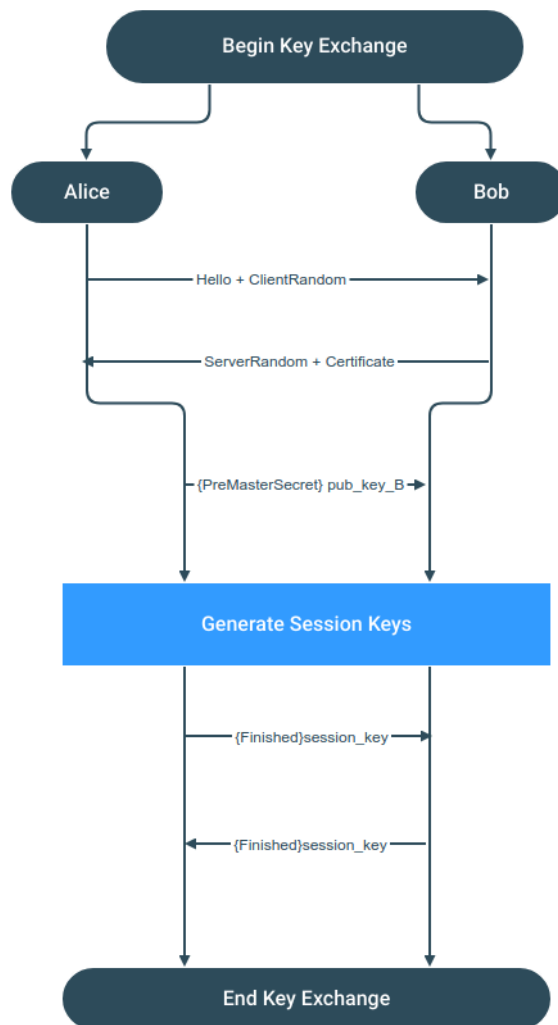 Begin Key Exchange
Alice
Bob
Hello + ClientRandom
ServerRandom + Certificate
{PreMasterSecret} pub_key_B
Generate Session Keys
{Finished}session_key
{Finished}session_key
End Key Exchange